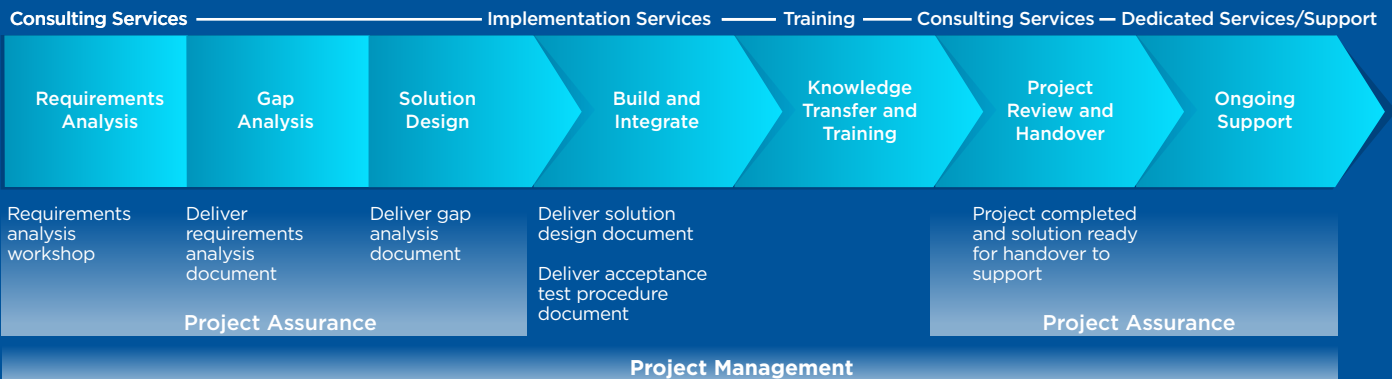 Consulting Services — Implementation Services — Training — Consulting Services — Dedicated Services/Support
Requirements
Analysis
Gap
Analysis
Solution
Design
Build and
Integrate
Knowledge
Transfer and
Training
Project
Review and
Handover
Ongoing
Support
Requirements
analysis
workshop
Deliver
requirements
analysis
document
Deliver gap
analysis
document
Deliver solution
design document
Deliver acceptance
test procedure
document
Project completed
and solution ready
for handover to
support
Project Assurance
Project Assurance
Project Management